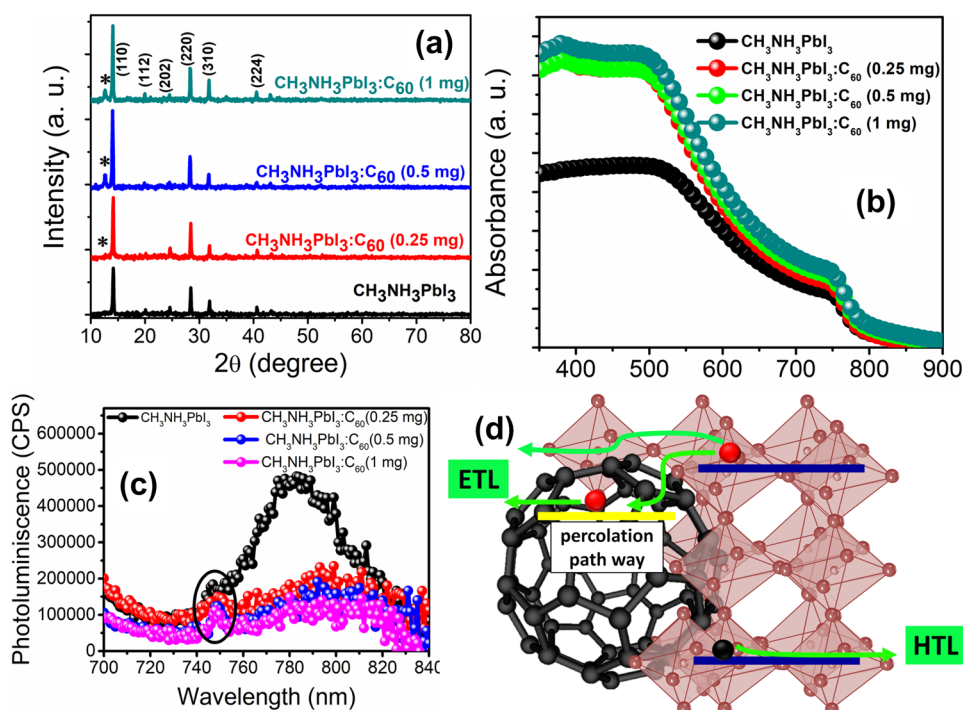 (a)
Intensity (a. u.)
*
(110)
(112)
(202)
(220)
(310)
(224)
CH₃NH₃PbI₃:C₆₀ (1 mg)
*
CH₃NH₃PbI₃:C₆₀ (0.5 mg)
*
CH₃NH₃PbI₃:C₆₀ (0.25 mg)
CH₃NH₃PbI₃
10 20 30 40 50 60 70 80
2θ (degree)
(b)
Absorbance (a. u.)
CH₃NH₃PbI₃
CH₃NH₃PbI₃:C₆₀ (0.25 mg)
CH₃NH₃PbI₃:C₆₀ (0.5 mg)
CH₃NH₃PbI₃:C₆₀ (1 mg)
400 500 600 700 800 900
(c)
Photoluminiscence (CPS)
CH₃NH₃PbI₃
CH₃NH₃PbI₃:C₆₀(0.25 mg)
CH₃NH₃PbI₃:C₆₀(0.5 mg)
CH₃NH₃PbI₃:C₆₀(1 mg)
600000
500000
400000
300000
200000
100000
0
700 720 740 760 780 800 820 840
Wavelength (nm)
(d)
ETL
percolation
path way
HTL